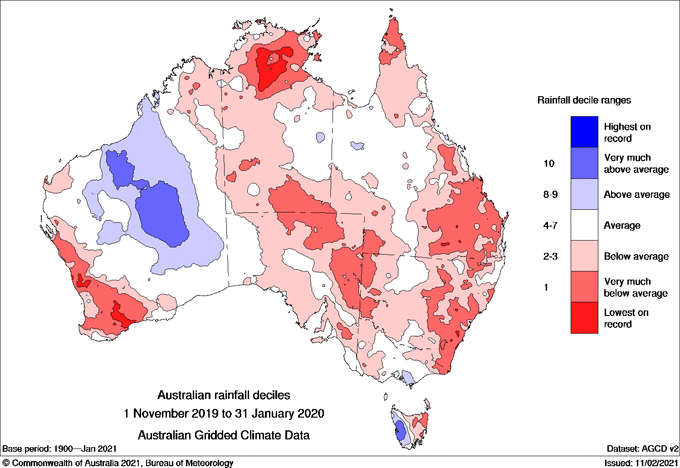 Rainfall decile ranges
Highest on
record
10
Very much
above average
8-9
Above average
4-7
Average
2-3
Below average
1
Very much
below average
Lowest on
record
Australian rainfall deciles
1 November 2019 to 31 January 2020
Australian Gridded Climate Data
Base period: 1900—Jan 2021
Dataset: AGCD v2
© Commonwealth of Australia 2021, Bureau of Meteorology
Issued: 11/02/2021